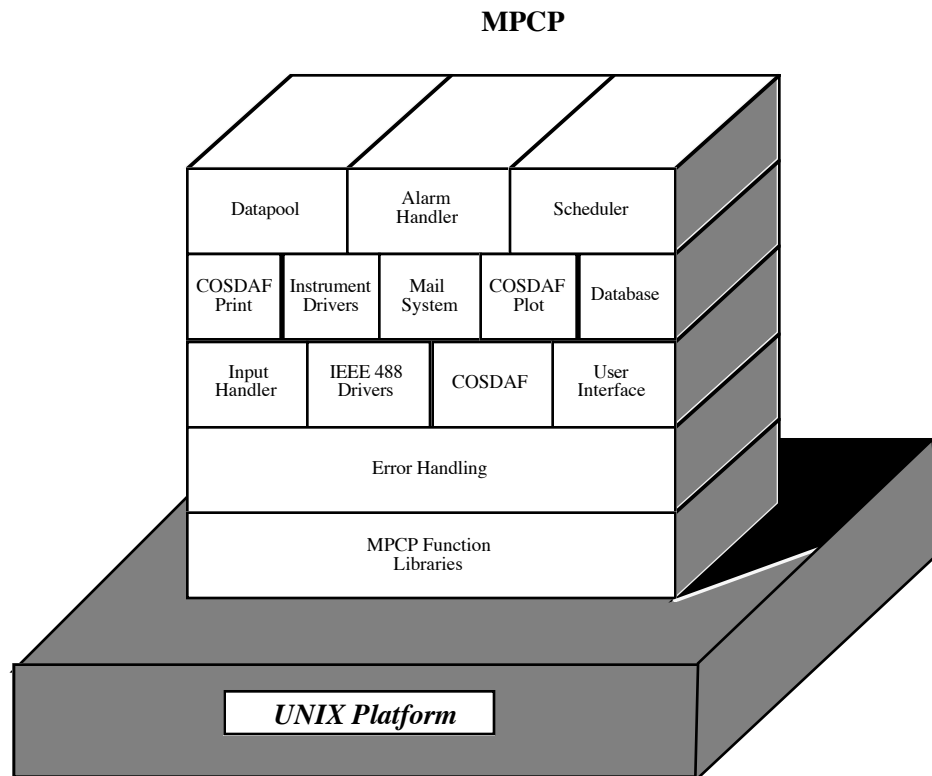 MPCP
Datapool
Alarm
Handler
Scheduler
COSDAF
Print
Instrument
Drivers
Mail
System
COSDAF
Plot
Database
Input
Handler
IEEE 488
Drivers
COSDAF
User
Interface
Error Handling
MPCP Function
Libraries
UNIX Platform